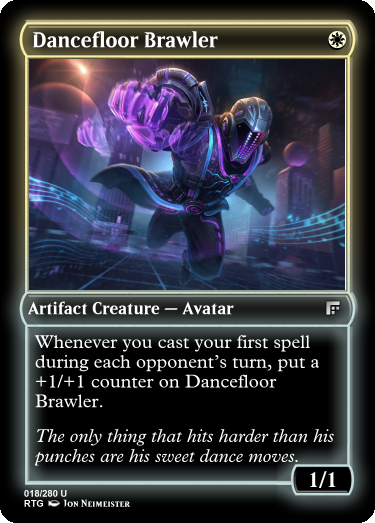 Dancefloor Brawler
Artifact Creature — Avatar
Whenever you cast your first spell
during each opponent's turn, put a
+1/+1 counter on Dancefloor
Brawler.
The only thing that hits harder than his
punches are his sweet dance moves.
1/1
018/280 U
RTG Jon Neimeister